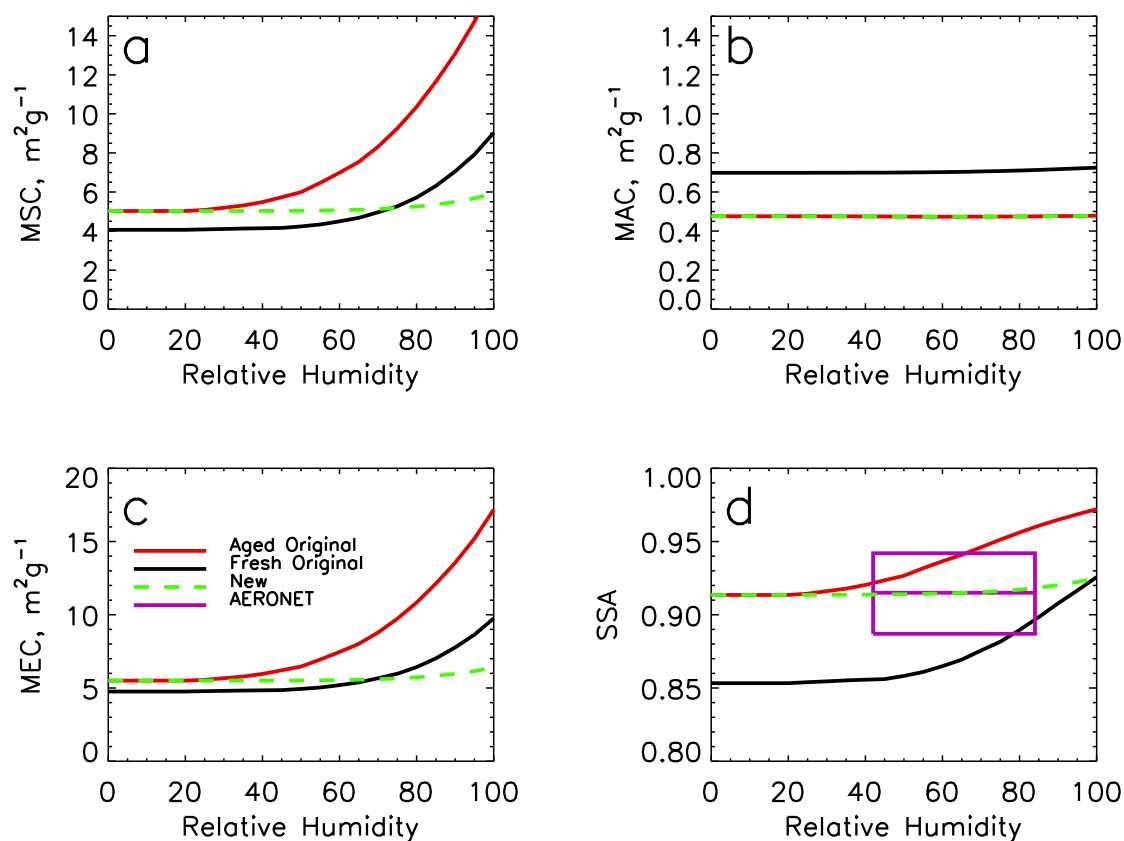 a
MSC, m²g⁻¹
14
12
10
8
6
4
2
0
0 20 40 60 80 100
Relative Humidity
b
MAC, m²g⁻¹
1.4
1.2
1.0
0.8
0.6
0.4
0.2
0.0
0 20 40 60 80 100
Relative Humidity
c
MEC, m²g⁻¹
20
15
10
5
0
Aged Original
Fresh Original
New
AERONET
0 20 40 60 80 100
Relative Humidity
d
SSA
1.00
0.95
0.90
0.85
0.80
0 20 40 60 80 100
Relative Humidity